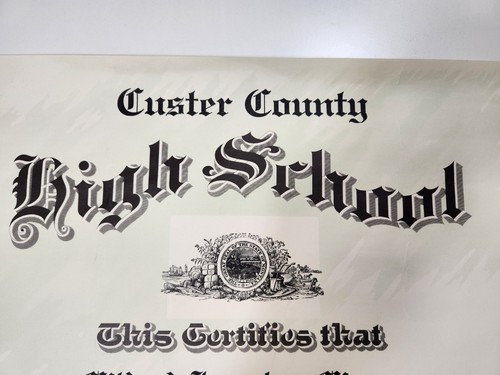 Custer County
High School
This Certifies that